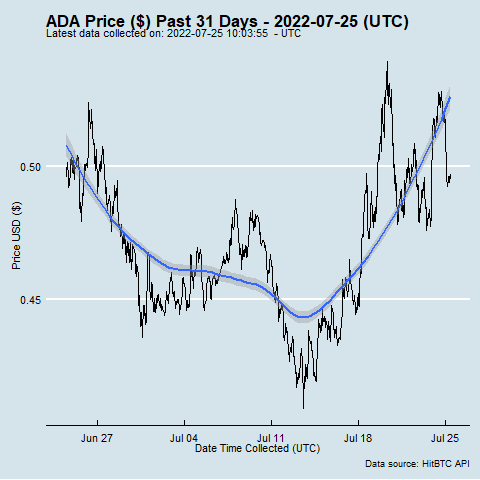 ADA Price ($) Past 31 Days - 2022-07-25 (UTC)
Latest data collected on: 2022-07-25 10:03:55  - UTC
0.50
Price USD ($)
0.45
Jun 27
Jul 04
Jul 11
Jul 18
Jul 25
Date Time Collected (UTC)
Data source: HitBTC API